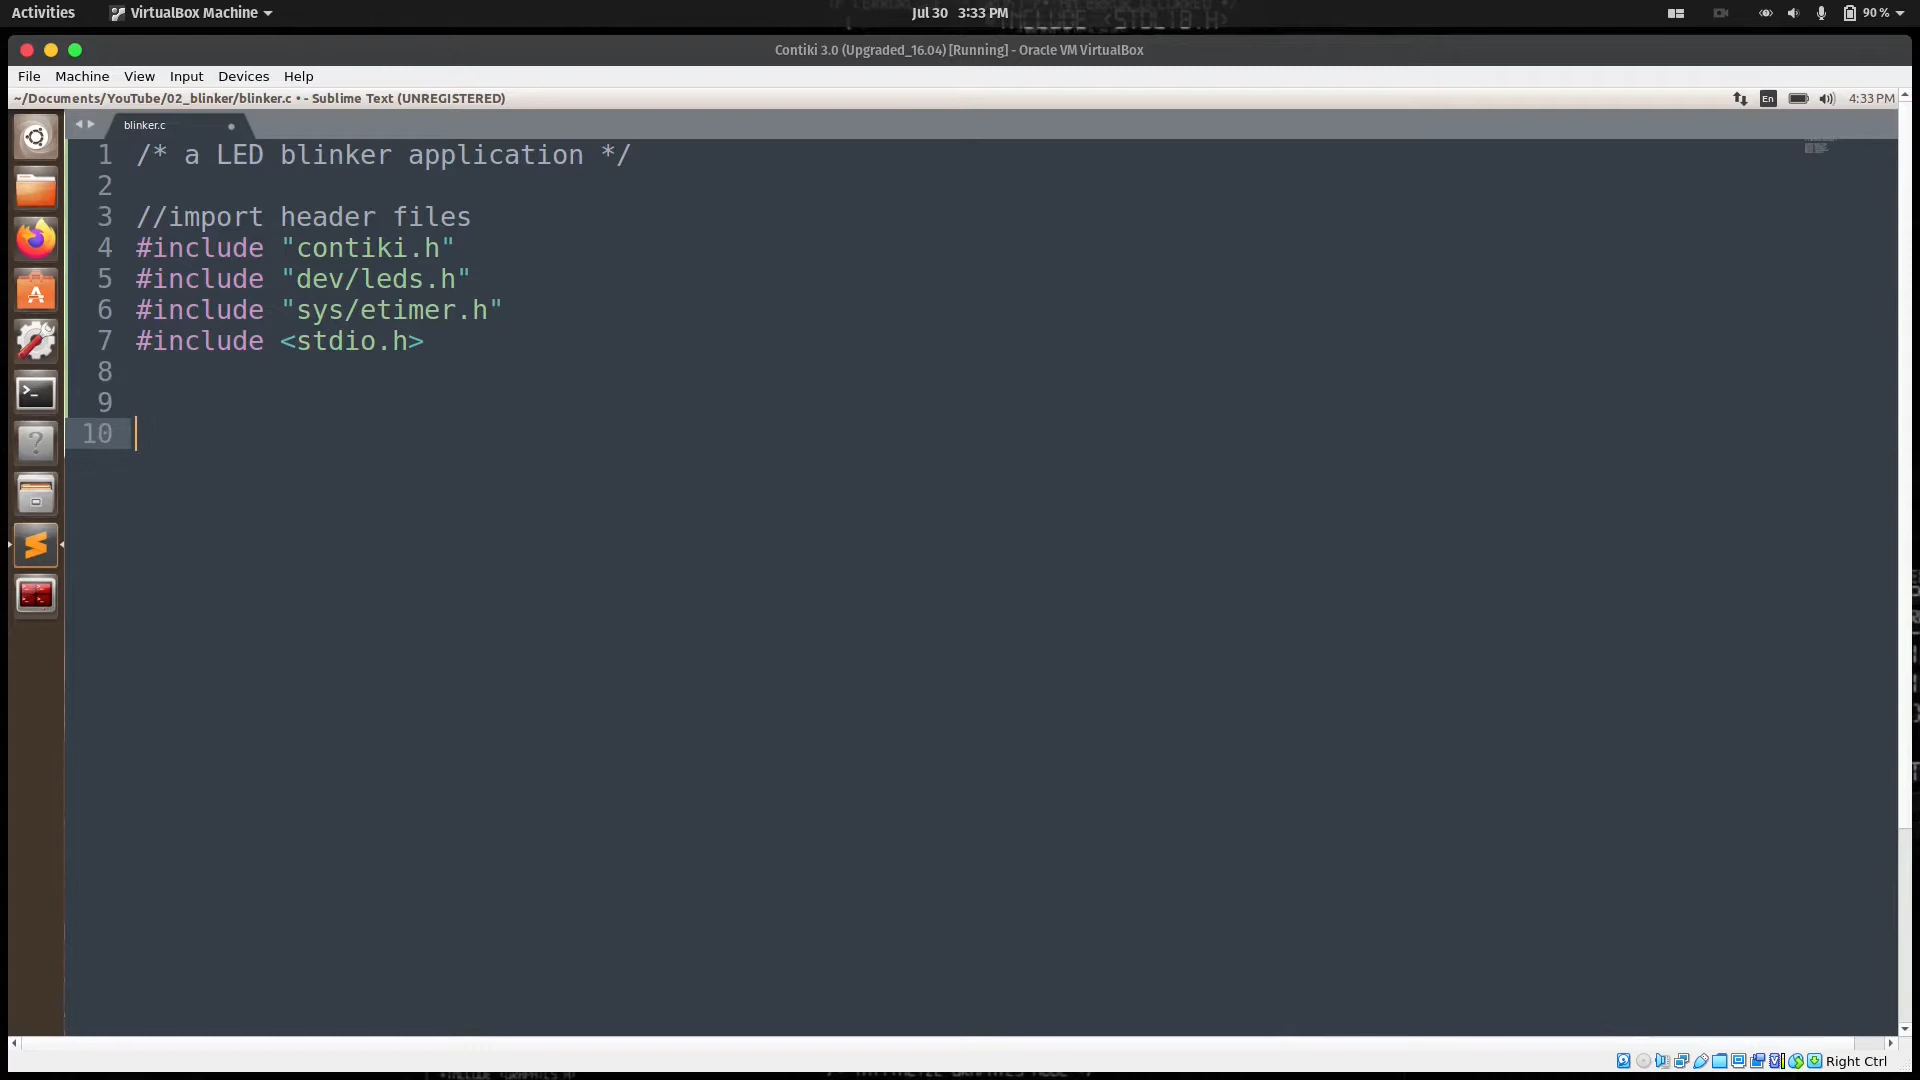 Activities VirtualBox Machine Jul 30 3:33 PM 90 %
Contiki 3.0 (Upgraded_16.04) [Running] - Oracle VM VirtualBox
File Machine View Input Devices Help
~/Documents/YouTube/02_blinker/blinker.c • - Sublime Text (UNREGISTERED) En 4:33 PM
blinker.c
1 /* a LED blinker application */
2
3 //import header files
4 #include "contiki.h"
5 #include "dev/leds.h"
6 #include "sys/etimer.h"
7 #include <stdio.h>
8
9
10
Right Ctrl